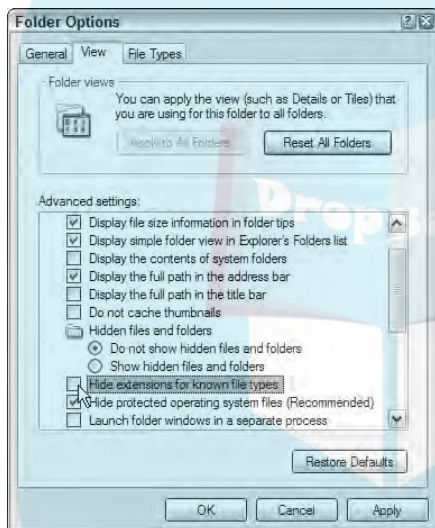 Folder Options
General View File Types
Folder views
You can apply the view (such as Details or Tiles) that
you are using for this folder to all folders.
Apply to All Folders Reset All Folders
Advanced settings:
Display file size information in folder tips
Display simple folder view in Explorer's Folders list
Display the contents of system folders
Display the full path in the address bar
Display the full path in the title bar
Do not cache thumbnails
Hidden files and folders
Do not show hidden files and folders
Show hidden files and folders
Hide extensions for known file types
Hide protected operating system files (Recommended)
Launch folder windows in a separate process
Restore Defaults
OK Cancel Apply